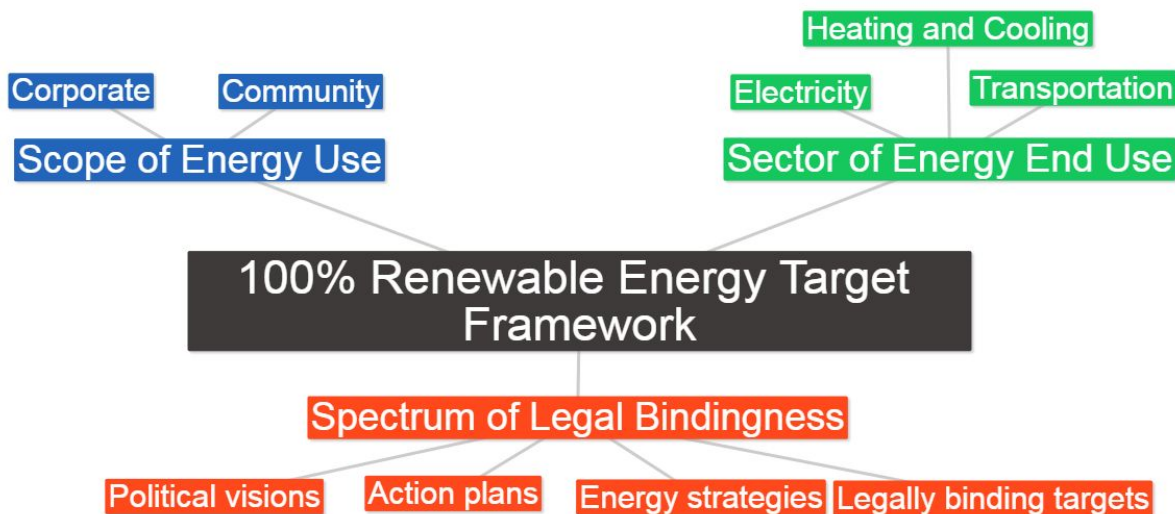 Heating and Cooling
Corporate
Community
Electricity
Transportation
Scope of Energy Use
Sector of Energy End Use
100% Renewable Energy Target
Framework
Spectrum of Legal Bindingness
Political visions
Action plans
Energy strategies
Legally binding targets